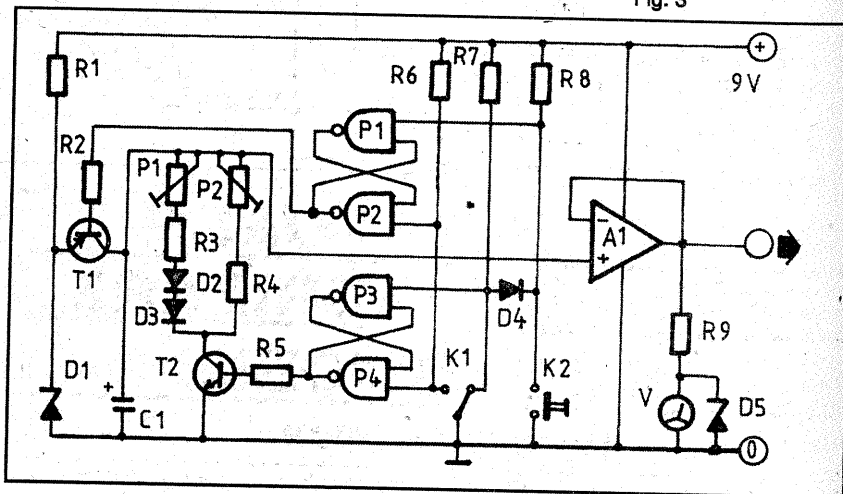 Fig. 3
R1
R2
P1
P2
R3
D2
D3
R4
T1
T2
D1
+
C1
R5
R6
R7
R8
P1
P2
P3
P4
D4
K1
K2
+
9V
-
A1
+
R9
V
D5
0